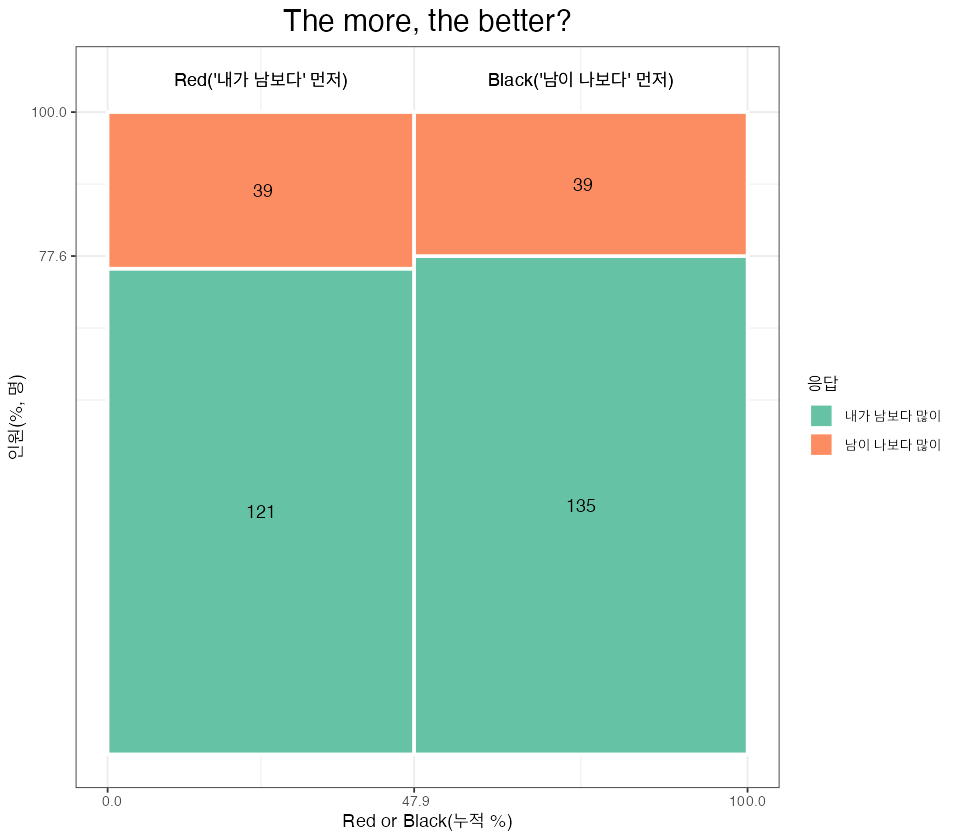 The more, the better?
Red('내가 남보다' 먼저)
Black('남이 나보다' 먼저)
100.0
39
39
77.6
인원(%, 명)
응답
내가 남보다 많이
남이 나보다 많이
121
135
0.0
47.9
100.0
Red or Black(누적 %)